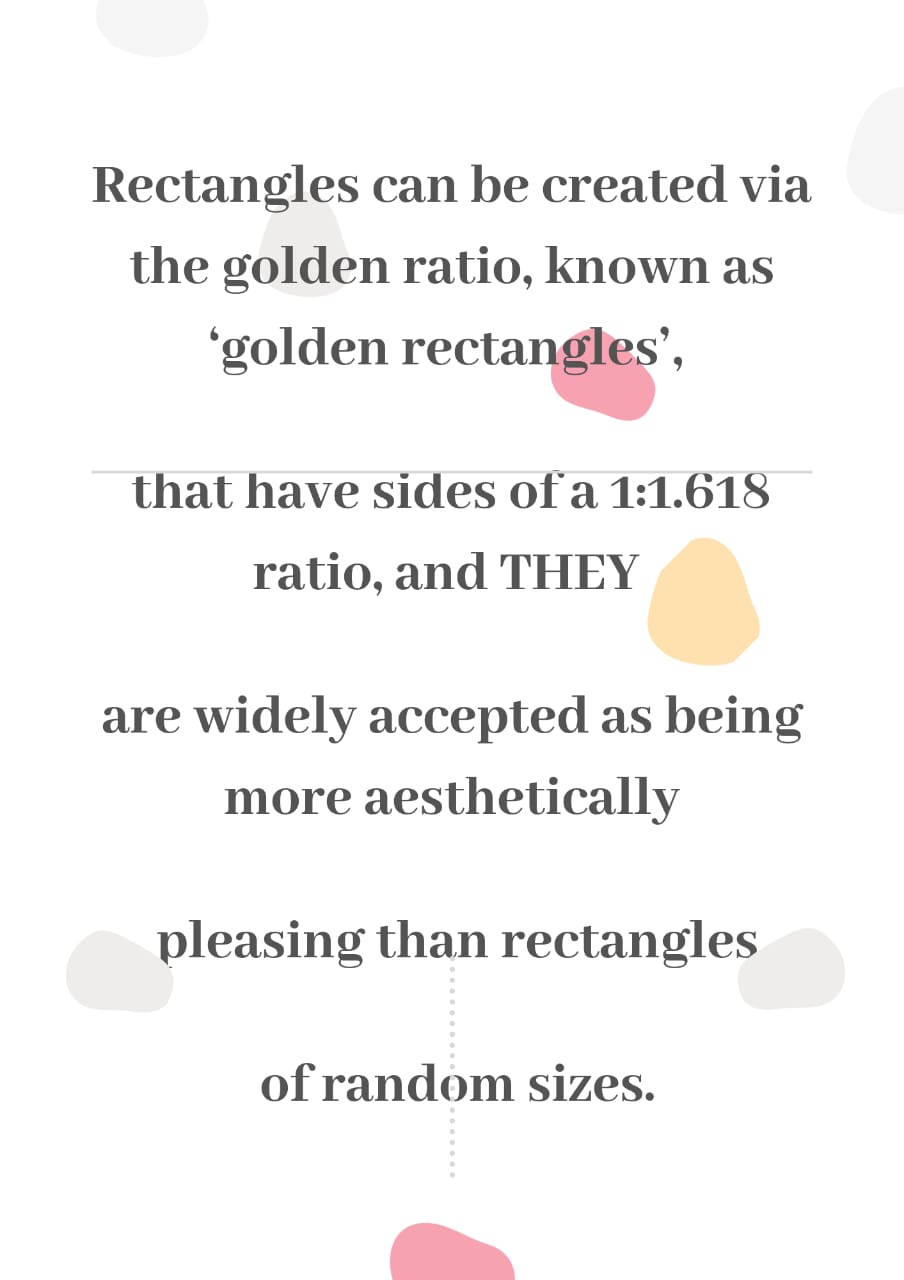 Rectangles can be created via
the golden ratio, known as
‘golden rectangles’,
that have sides of a 1:1.618
ratio, and THEY
are widely accepted as being
more aesthetically
pleasing than rectangles
of random sizes.